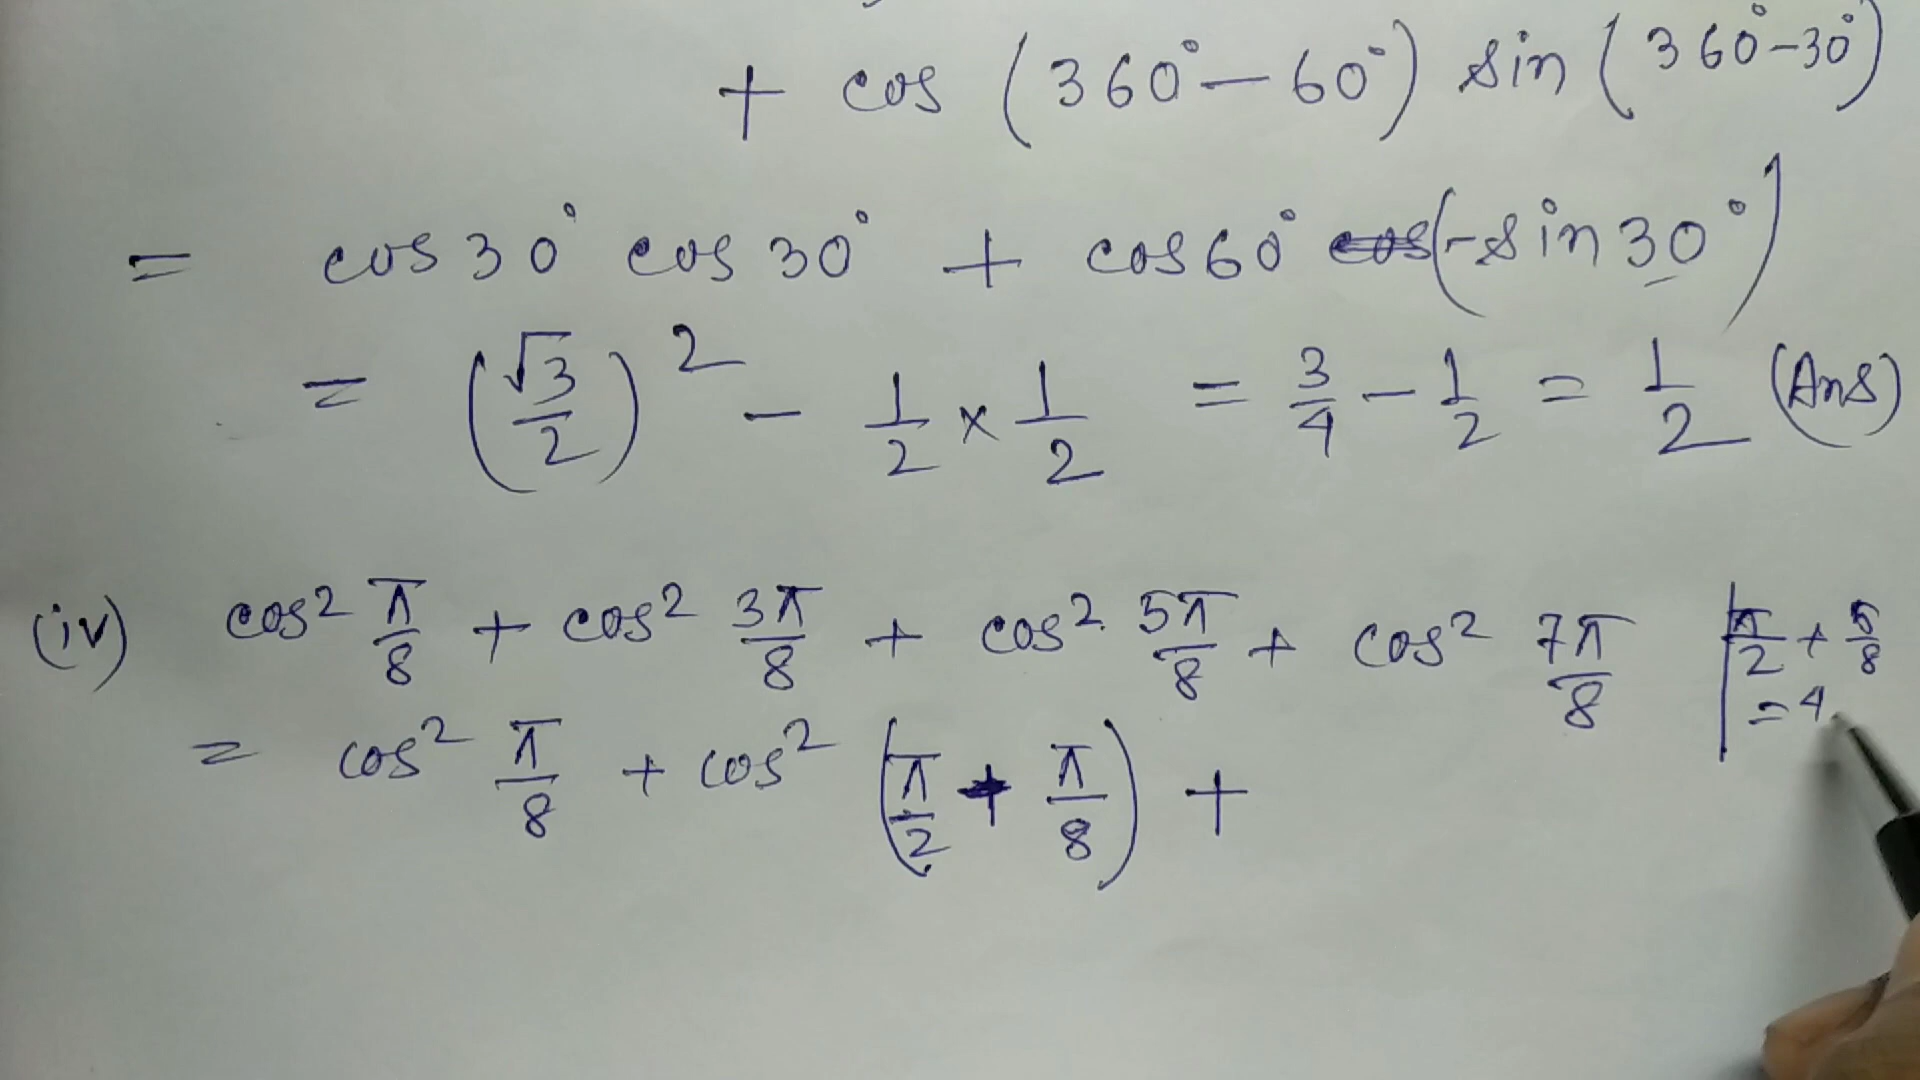 + cos (360° - 60°) sin (360° - 30°)
= cos 30° cos 30° + cos 60° (- sin 30°)
= (√3/2)² - 1/2 × 1/2 = 3/4 - 1/2 = 1/2 (Ans)
(iv) cos² π/8 + cos² 3π/8 + cos² 5π/8 + cos² 7π/8
= cos² π/8 + cos² (π/2 + π/8) +
π/2 +
= 4